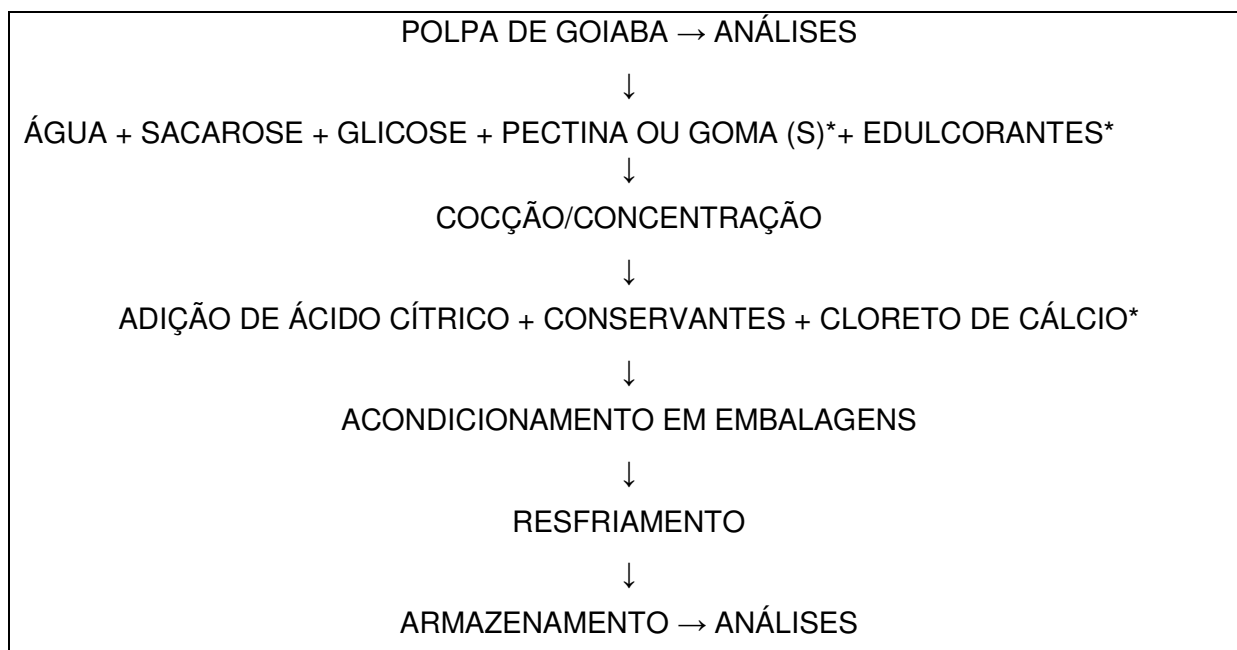 POLPA DE GOIABA → ANÁLISES
↓
ÁGUA + SACAROSE + GLICOSE + PECTINA OU GOMA (S)*+ EDULCORANTES*
↓
COCÇÃO/CONCENTRAÇÃO
↓
ADIÇÃO DE ÁCIDO CÍTRICO + CONSERVANTES + CLORETO DE CÁLCIO*
↓
ACONDICIONAMENTO EM EMBALAGENS
↓
RESFRIAMENTO
↓
ARMAZENAMENTO → ANÁLISES